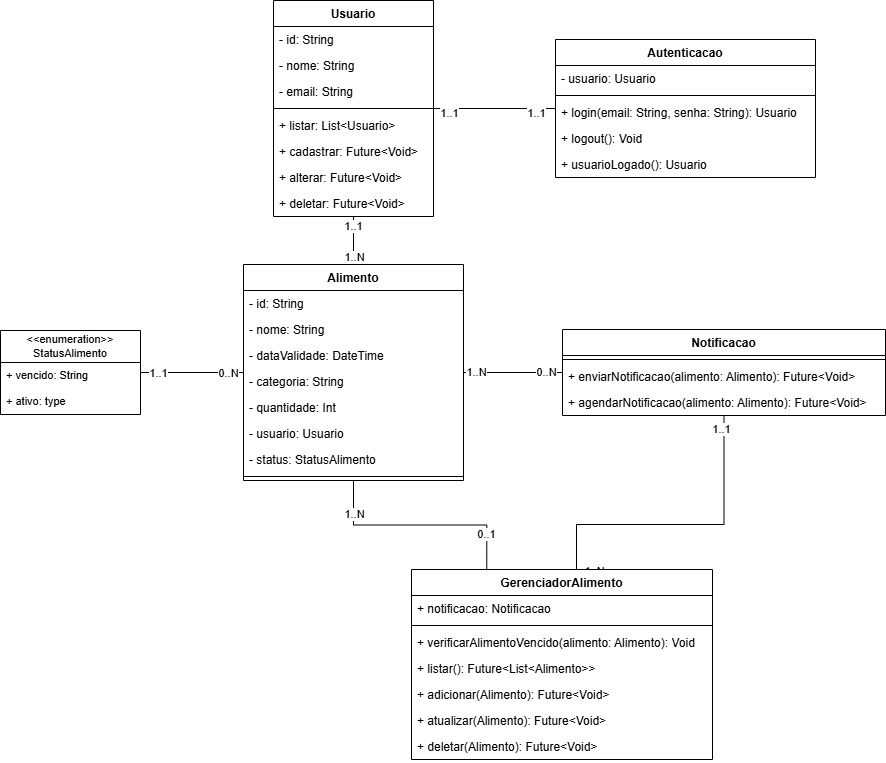 Usuario
- id: String
- nome: String
- email: String
+ listar: List<Usuario>
+ cadastrar: Future<Void>
+ alterar: Future<Void>
+ deletar: Future<Void>
1..1
1..1
Autenticacao
- usuario: Usuario
+ login(email: String, senha: String): Usuario
+ logout(): Void
+ usuarioLogado(): Usuario
1..1
1..N
Alimento
- id: String
- nome: String
- dataValidade: DateTime
- categoria: String
- quantidade: Int
- usuario: Usuario
- status: StatusAlimento
<<enumeration>>
StatusAlimento
+ vencido: String
+ ativo: type
1..1
0..N
1..N
0..N
Notificacao
+ enviarNotificacao(alimento: Alimento): Future<Void>
+ agendarNotificacao(alimento: Alimento): Future<Void>
1..1
1..N
0..1
1..N
GerenciadorAlimento
+ notificacao: Notificacao
+ verificarAlimentoVencido(alimento: Alimento): Void
+ listar(): Future<List<Alimento>>
+ adicionar(Alimento): Future<Void>
+ atualizar(Alimento): Future<Void>
+ deletar(Alimento): Future<Void>